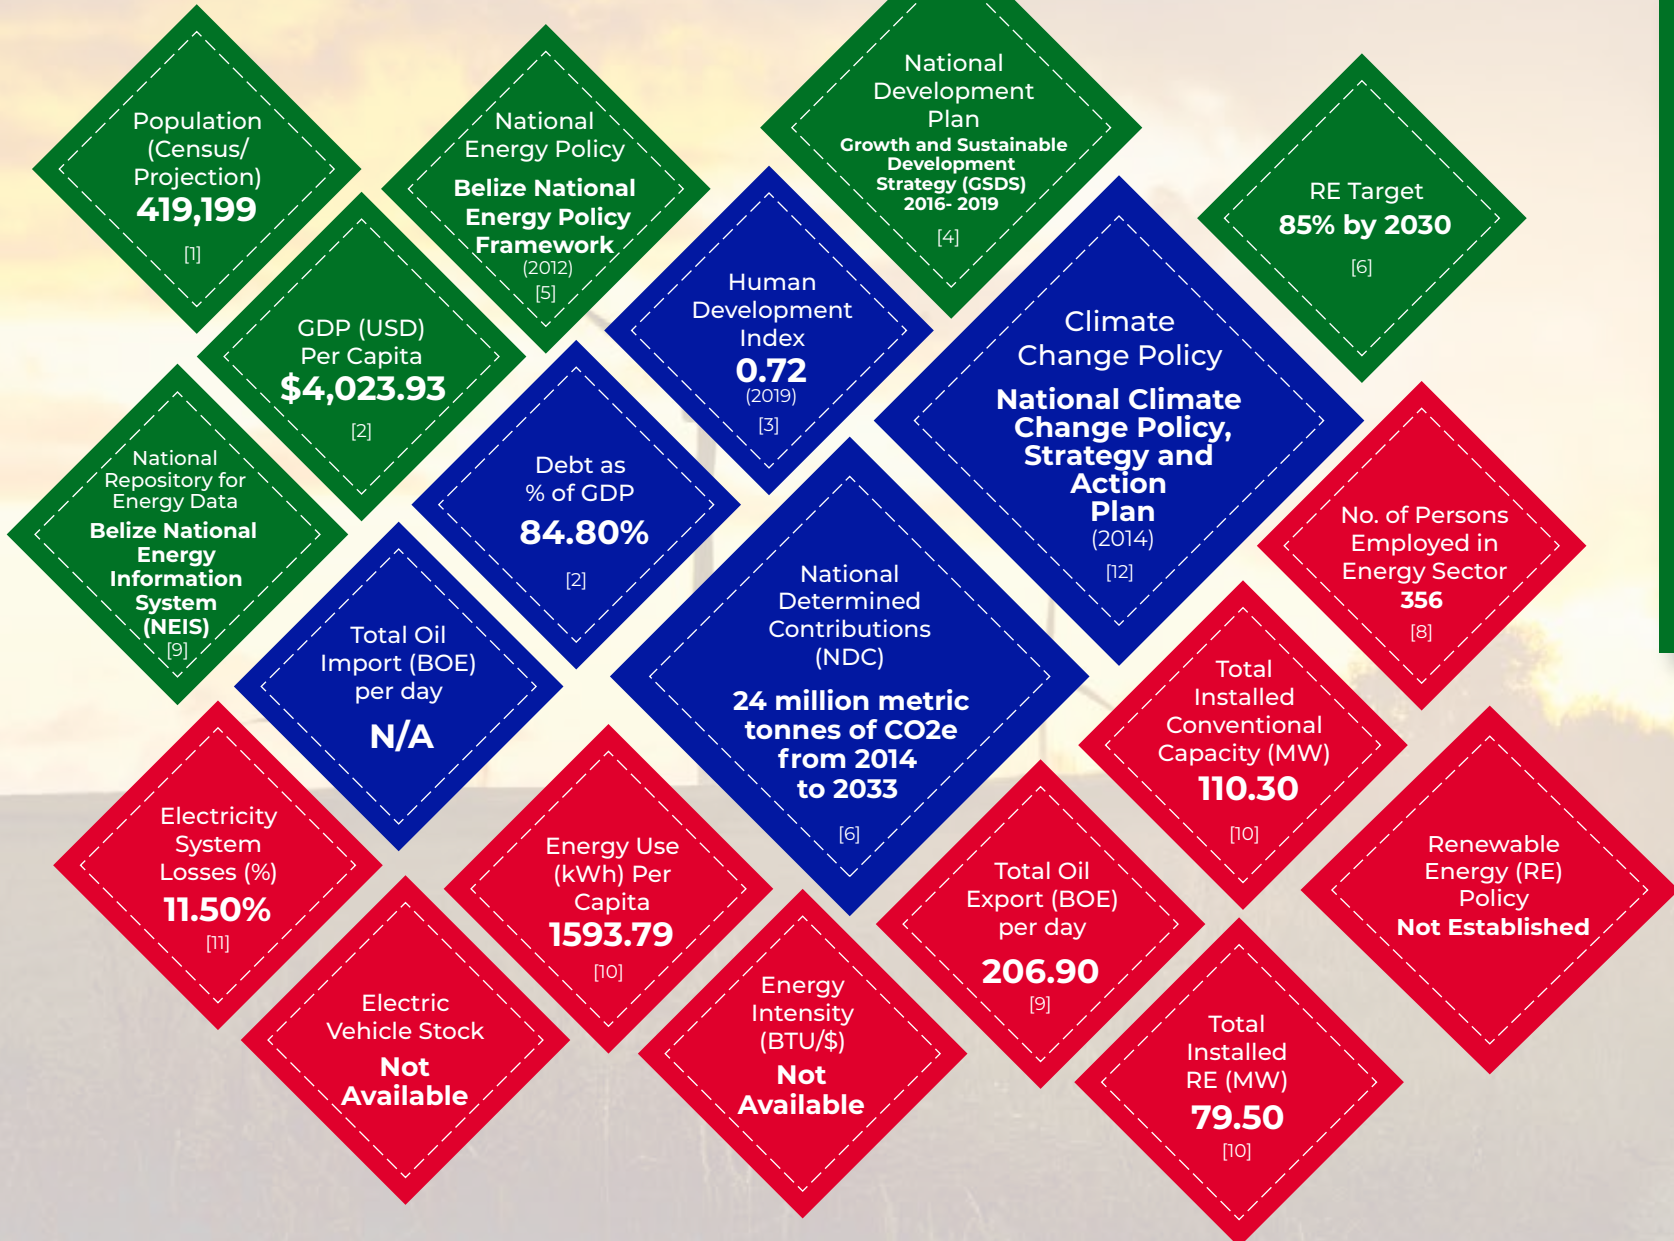 Population
(Census/
Projection)
419,199
[1]
National
Energy Policy
Belize National
Energy Policy
Framework
(2012)
[5]
National
Development
Plan
Growth and Sustainable
Development
Strategy (GSDS)
2016- 2019
[4]
RE Target
85% by 2030
[6]
GDP (USD)
Per Capita
$4,023.93
[2]
Human
Development
Index
0.72
(2019)
[3]
Climate
Change Policy
National Climate
Change Policy,
Strategy and
Action
Plan
(2014)
[12]
National
Repository for
Energy Data
Belize National
Energy
Information
System
(NEIS)
[9]
Debt as
% of GDP
84.80%
[2]
No. of Persons
Employed in
Energy Sector
356
[8]
Total Oil
Import (BOE)
per day
N/A
National
Determined
Contributions
(NDC)
24 million metric
tonnes of CO2e
from 2014
to 2033
[6]
Total
Installed
Conventional
Capacity (MW)
110.30
[10]
Electricity
System
Losses (%)
11.50%
[11]
Energy Use
(kWh) Per
Capita
1593.79
[10]
Total Oil
Export (BOE)
per day
206.90
[9]
Renewable
Energy (RE)
Policy
Not Established
Electric
Vehicle Stock
Not
Available
Energy
Intensity
(BTU/$)
Not
Available
Total
Installed
RE (MW)
79.50
[10]